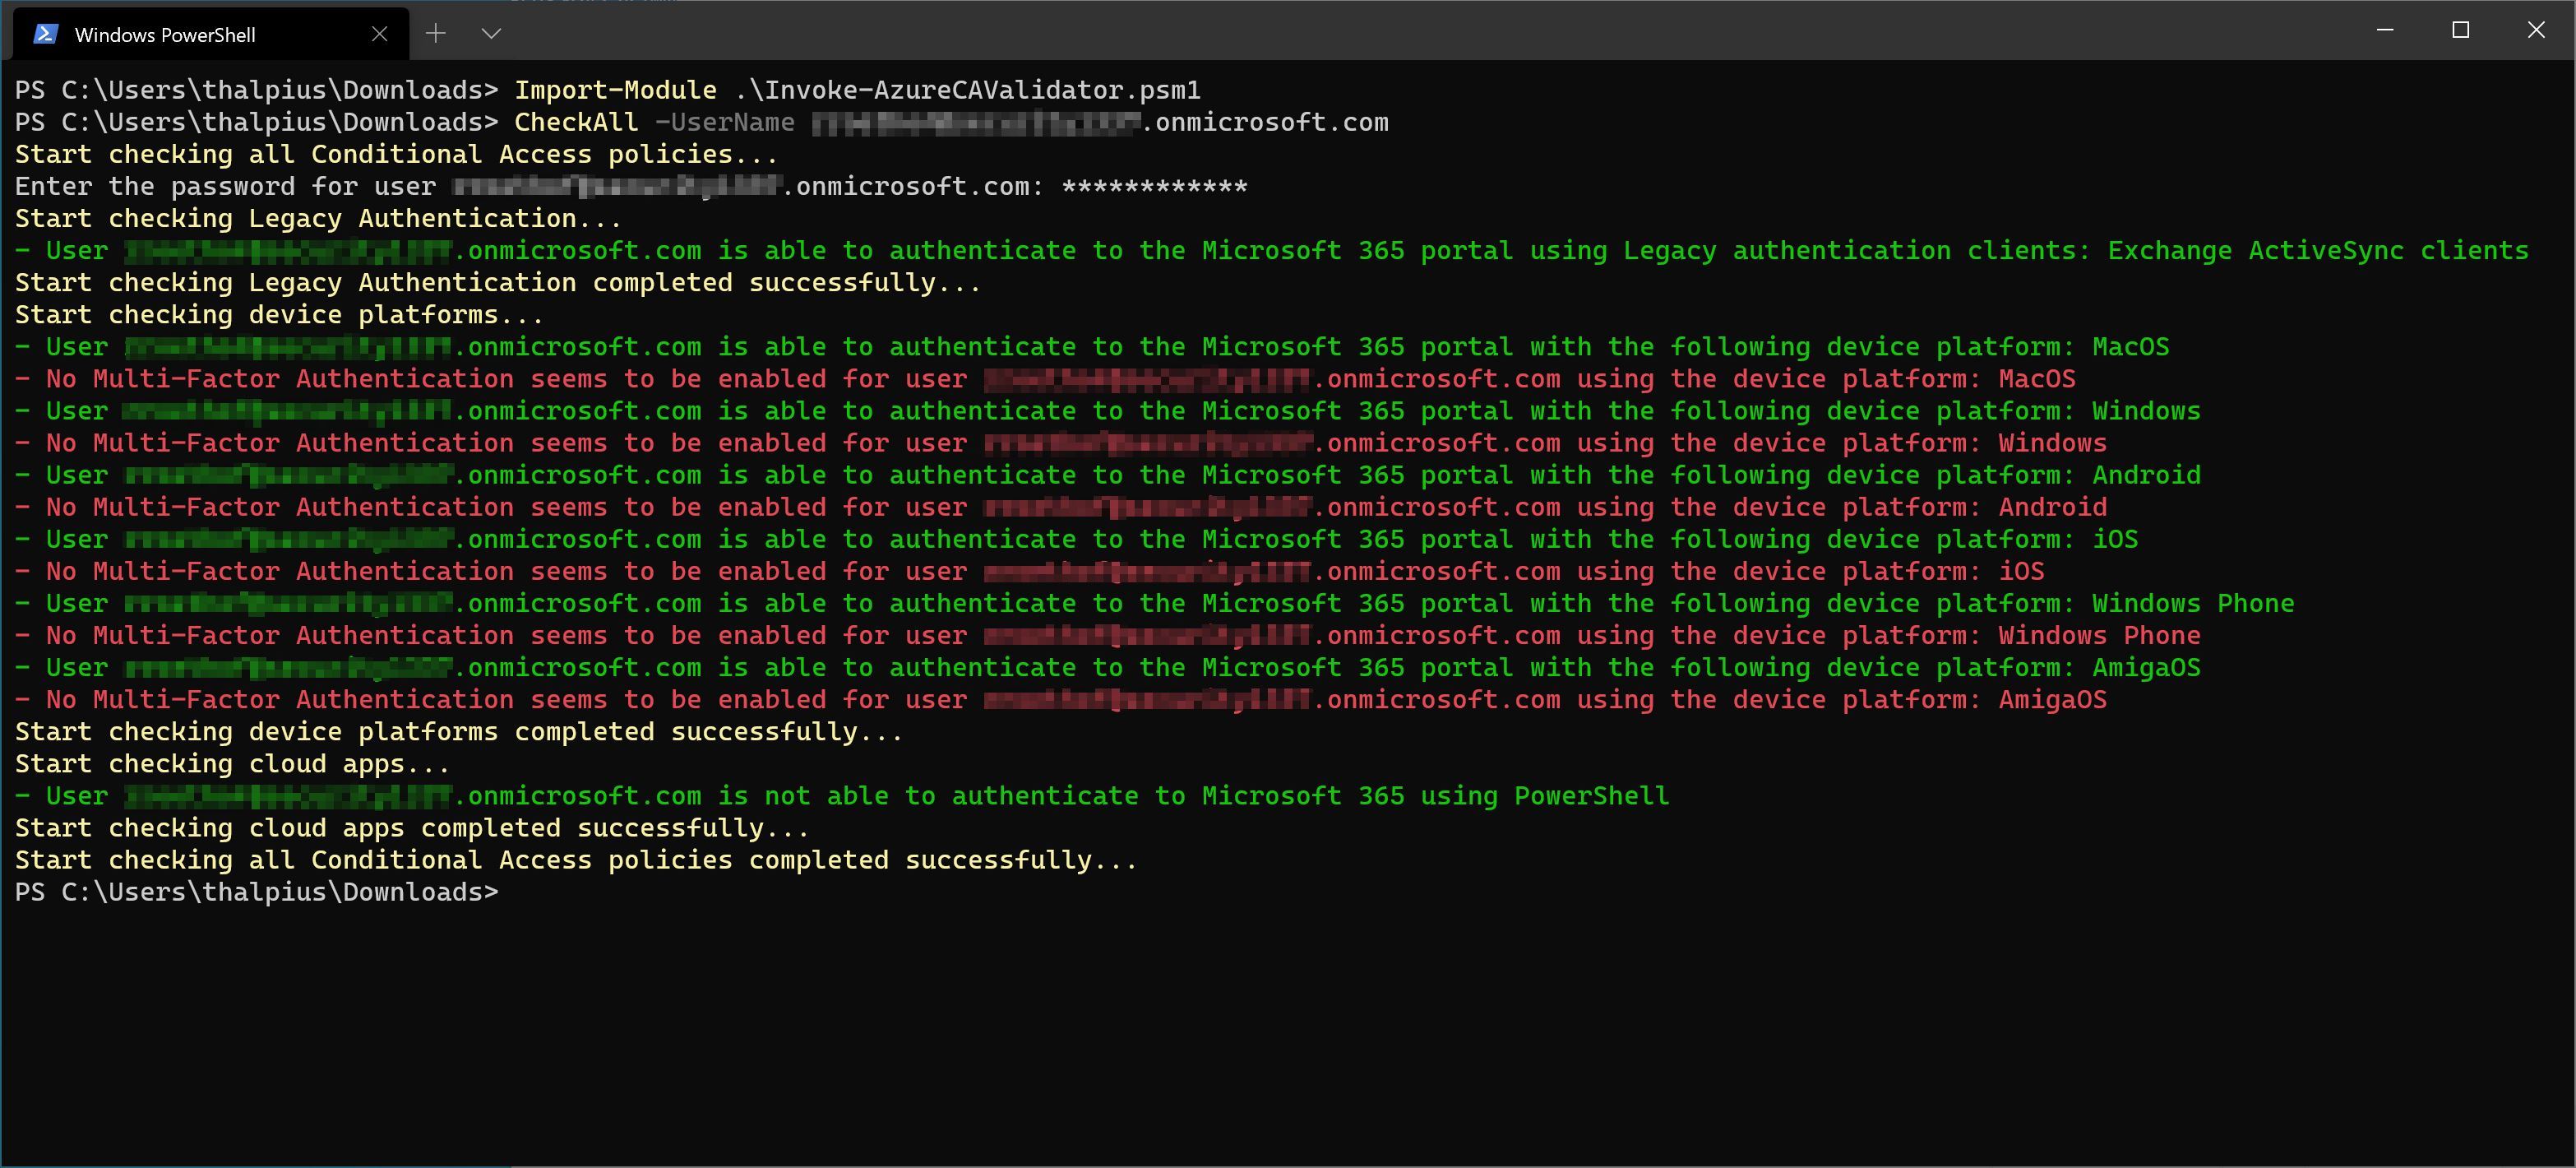 Windows PowerShell
PS C:\Users\thalpius\Downloads> Import-Module .\Invoke-AzureCAValidator.psm1
PS C:\Users\thalpius\Downloads> CheckAll -UserName .onmicrosoft.com
Start checking all Conditional Access policies...
Enter the password for user .onmicrosoft.com: ************
Start checking Legacy Authentication...
- User .onmicrosoft.com is able to authenticate to the Microsoft 365 portal using Legacy authentication clients: Exchange ActiveSync clients
Start checking Legacy Authentication completed successfully...
Start checking device platforms...
- User .onmicrosoft.com is able to authenticate to the Microsoft 365 portal with the following device platform: MacOS
- No Multi-Factor Authentication seems to be enabled for user .onmicrosoft.com using the device platform: MacOS
- User .onmicrosoft.com is able to authenticate to the Microsoft 365 portal with the following device platform: Windows
- No Multi-Factor Authentication seems to be enabled for user .onmicrosoft.com using the device platform: Windows
- User .onmicrosoft.com is able to authenticate to the Microsoft 365 portal with the following device platform: Android
- No Multi-Factor Authentication seems to be enabled for user .onmicrosoft.com using the device platform: Android
- User .onmicrosoft.com is able to authenticate to the Microsoft 365 portal with the following device platform: iOS
- No Multi-Factor Authentication seems to be enabled for user .onmicrosoft.com using the device platform: iOS
- User .onmicrosoft.com is able to authenticate to the Microsoft 365 portal with the following device platform: Windows Phone
- No Multi-Factor Authentication seems to be enabled for user .onmicrosoft.com using the device platform: Windows Phone
- User .onmicrosoft.com is able to authenticate to the Microsoft 365 portal with the following device platform: AmigaOS
- No Multi-Factor Authentication seems to be enabled for user .onmicrosoft.com using the device platform: AmigaOS
Start checking device platforms completed successfully...
Start checking cloud apps...
- User .onmicrosoft.com is not able to authenticate to Microsoft 365 using PowerShell
Start checking cloud apps completed successfully...
Start checking all Conditional Access policies completed successfully...
PS C:\Users\thalpius\Downloads>